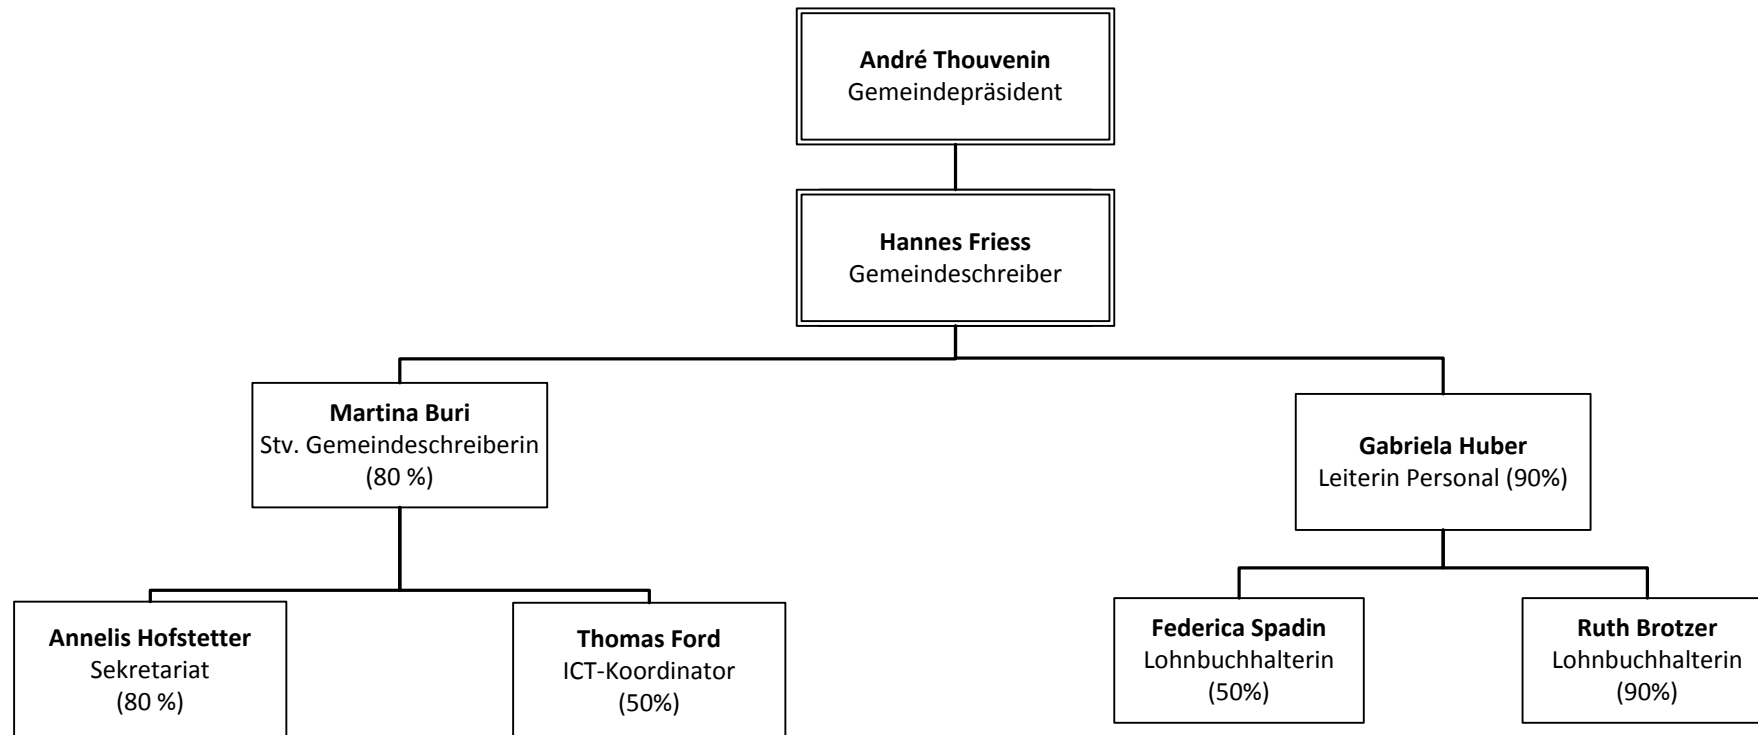 André Thouvenin
Gemeindepräsident
Hannes Friess
Gemeindeschreiber
Martina Buri
Stv. Gemeindeschreiberin
(80 %)
Gabriela Huber
Leiterin Personal (90%)
Annelis Hofstetter
Sekretariat
(80 %)
Thomas Ford
ICT-Koordinator
(50%)
Federica Spadin
Lohnbuchhalterin
(50%)
Ruth Brotzer
Lohnbuchhalterin
(90%)